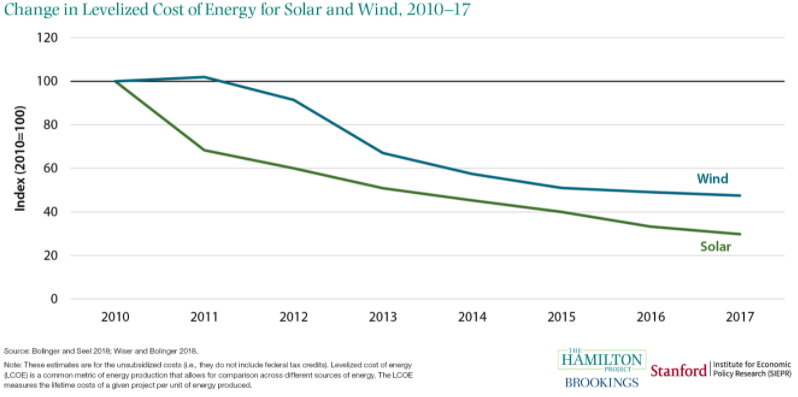 Change in Levelized Cost of Energy for Solar and Wind, 2010–17
120
100
80
60
40
20
0
Index (2010=100)
Wind
Solar
2010 2011 2012 2013 2014 2015 2016 2017
Source: Bolinger and Seel 2018; Wiser and Bolinger 2018.
Note: These estimates are for the unsubsidized costs (i.e., they do not include federal tax credits). Levelized cost of energy
(LCOE) is a common metric of energy production that allows for comparison across different sources of energy. The LCOE
measures the lifetime costs of a given project per unit of energy produced.
THE
HAMILTON
PROJECT
BROOKINGS
Stanford
Institute for Economic
Policy Research (SIEPR)